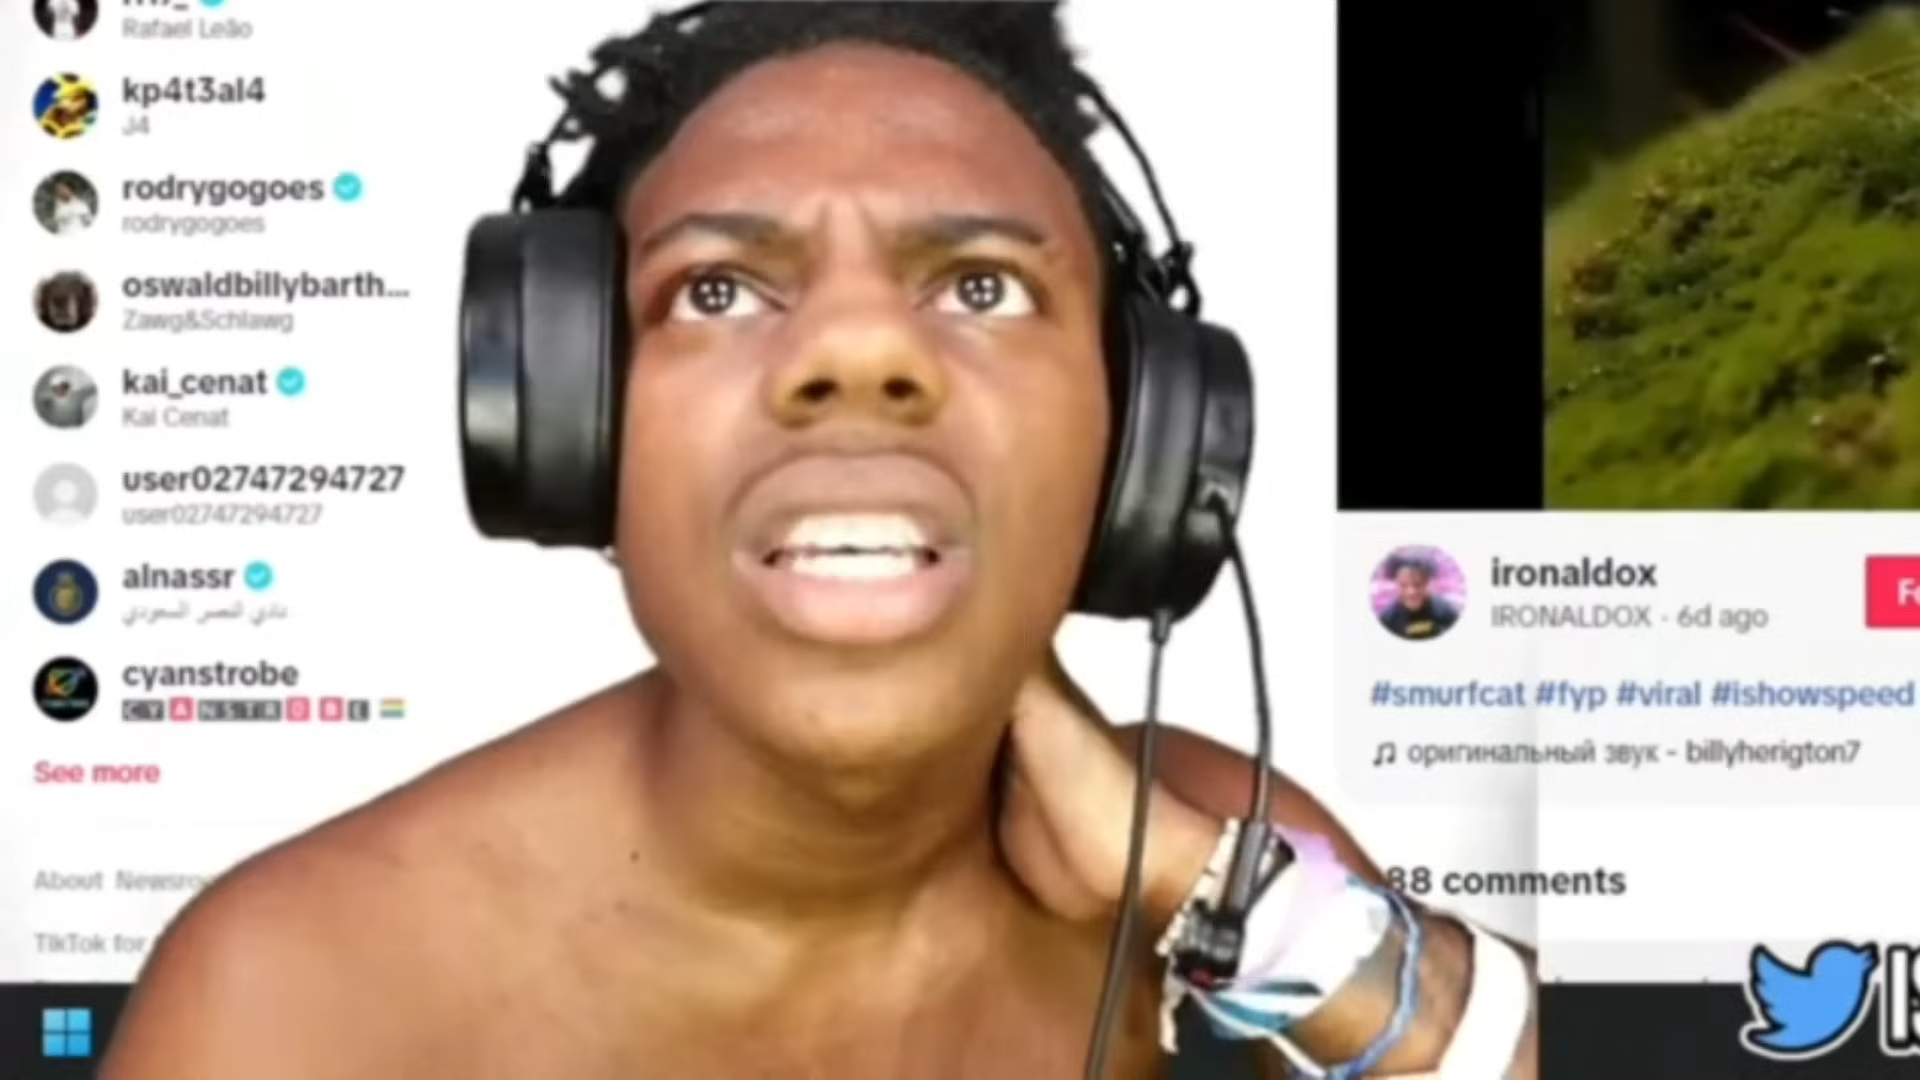 Rafael Leão
kp4t3al4
J4
rodrygogoes
rodrygogoes
oswaldbillybarth...
Zawg&Schlawg
kai_cenat
Kai Cenat
user02747294727
user02747294727
alnassr
نادي النصر السعودي
cyanstrobe
See more
About
TikTok for
ironaldox
IRONALDOX · 6d ago
#smurfcat #fyp #viral #ishowspeed
оригинальный звук - billyherigton7
88 comments